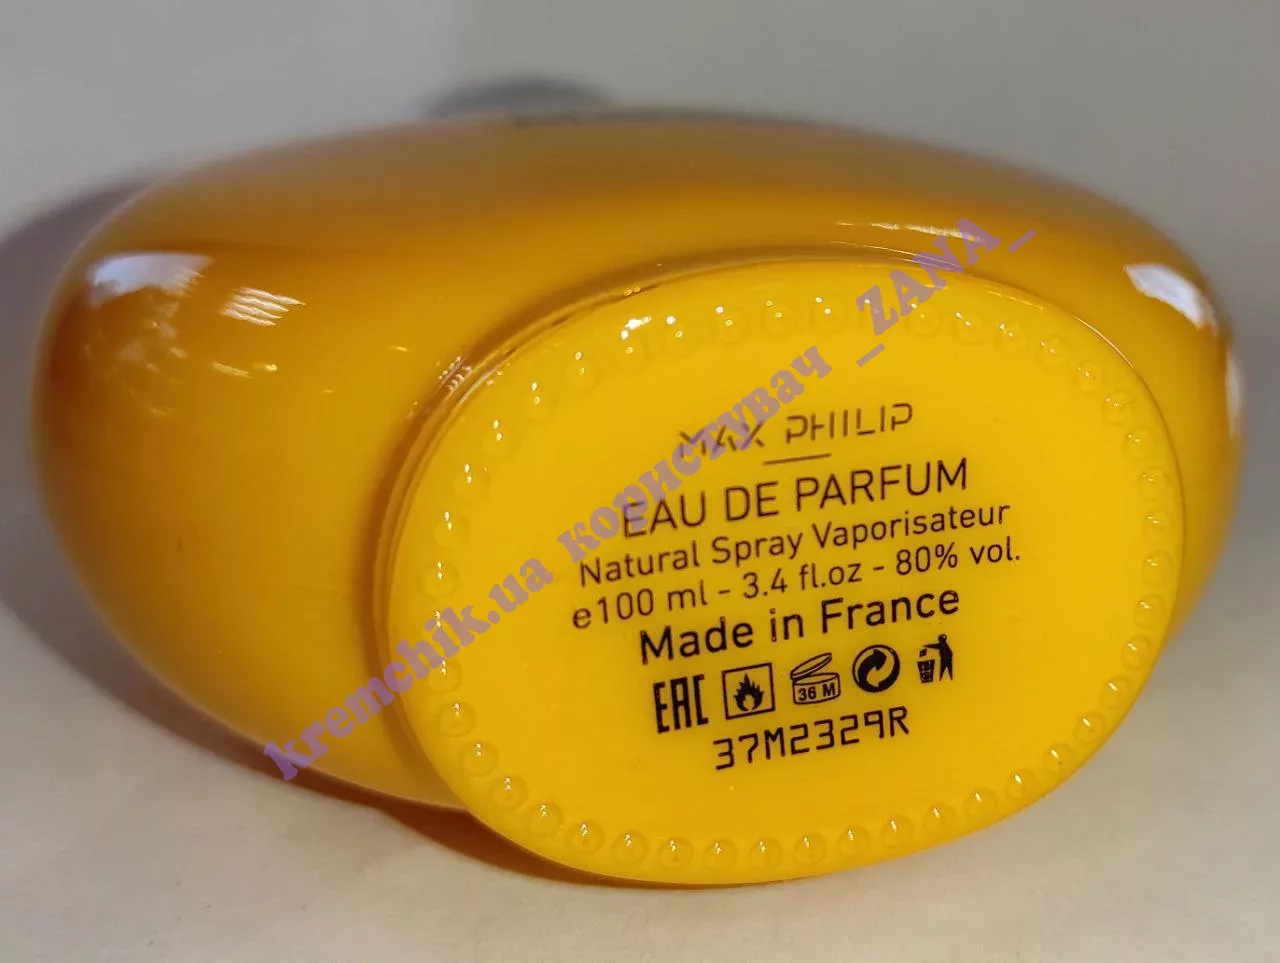 MAX PHILIP
EAU DE PARFUM
Natural Spray Vaporisateur
e100 ml - 3.4 fl.oz - 80% vol.
Made in France
EAC
36 M
37M2329R
kremchik.ua користувач _ZANA_